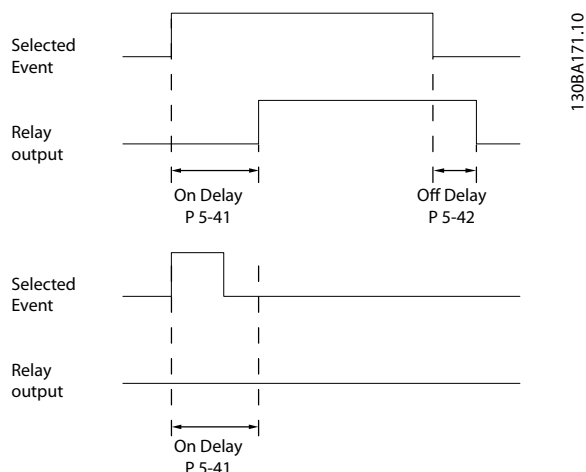 Selected
Event
Relay
output
On Delay
P 5-41
Off Delay
P 5-42
Selected
Event
Relay
output
On Delay
P 5-41
130BA171.10